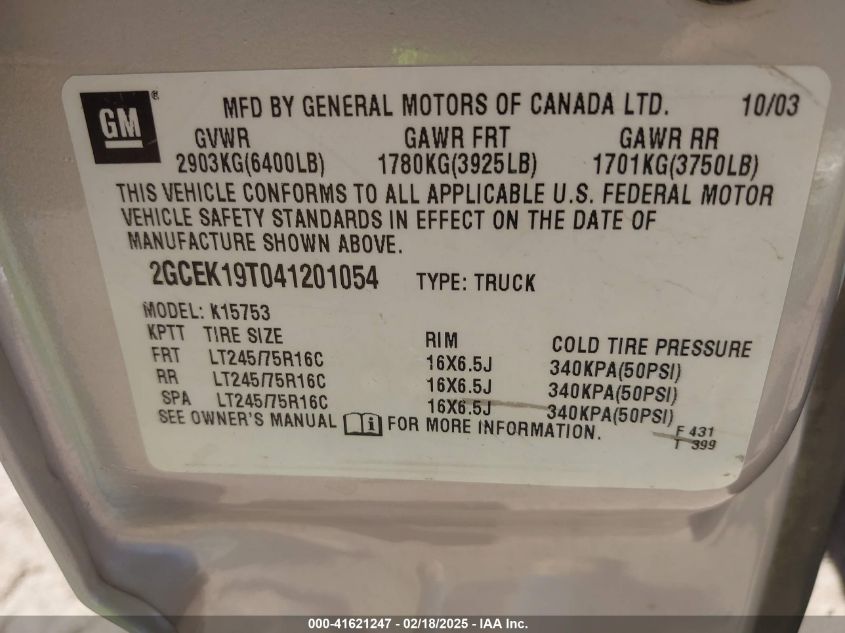 GM®
MFD BY GENERAL MOTORS OF CANADA LTD. 10/03
GVWR GAWR FRT GAWR RR
2903KG(6400LB) 1780KG(3925LB) 1701KG(3750LB)
THIS VEHICLE CONFORMS TO ALL APPLICABLE U.S. FEDERAL MOTOR
VEHICLE SAFETY STANDARDS IN EFFECT ON THE DATE OF
MANUFACTURE SHOWN ABOVE.
2GCEK19T041201054 TYPE: TRUCK
MODEL: K15753
KPTT TIRE SIZE RIM COLD TIRE PRESSURE
FRT LT245/75R16C 16X6.5J 340KPA(50PSI)
RR LT245/75R16C 16X6.5J 340KPA(50PSI)
SPA LT245/75R16C 16X6.5J 340KPA(50PSI)
SEE OWNER'S MANUAL i FOR MORE INFORMATION.
F 431
T 399
000-41621247 - 02/18/2025 - IAA Inc.